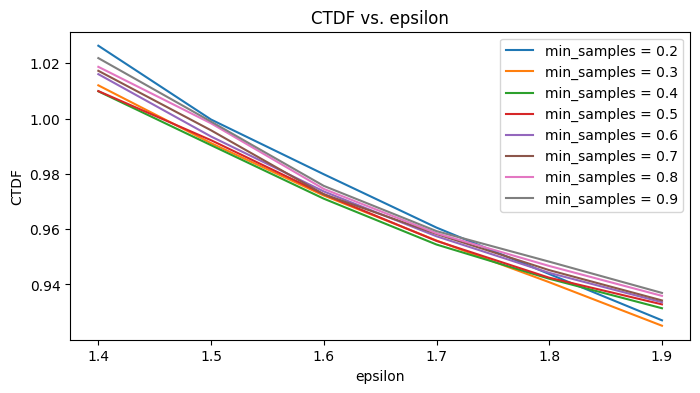 CTDF vs. epsilon
min_samples = 0.2
min_samples = 0.3
min_samples = 0.4
min_samples = 0.5
min_samples = 0.6
min_samples = 0.7
min_samples = 0.8
min_samples = 0.9
CTDF
1.02
1.00
0.98
0.96
0.94
1.4 1.5 1.6 1.7 1.8 1.9
epsilon